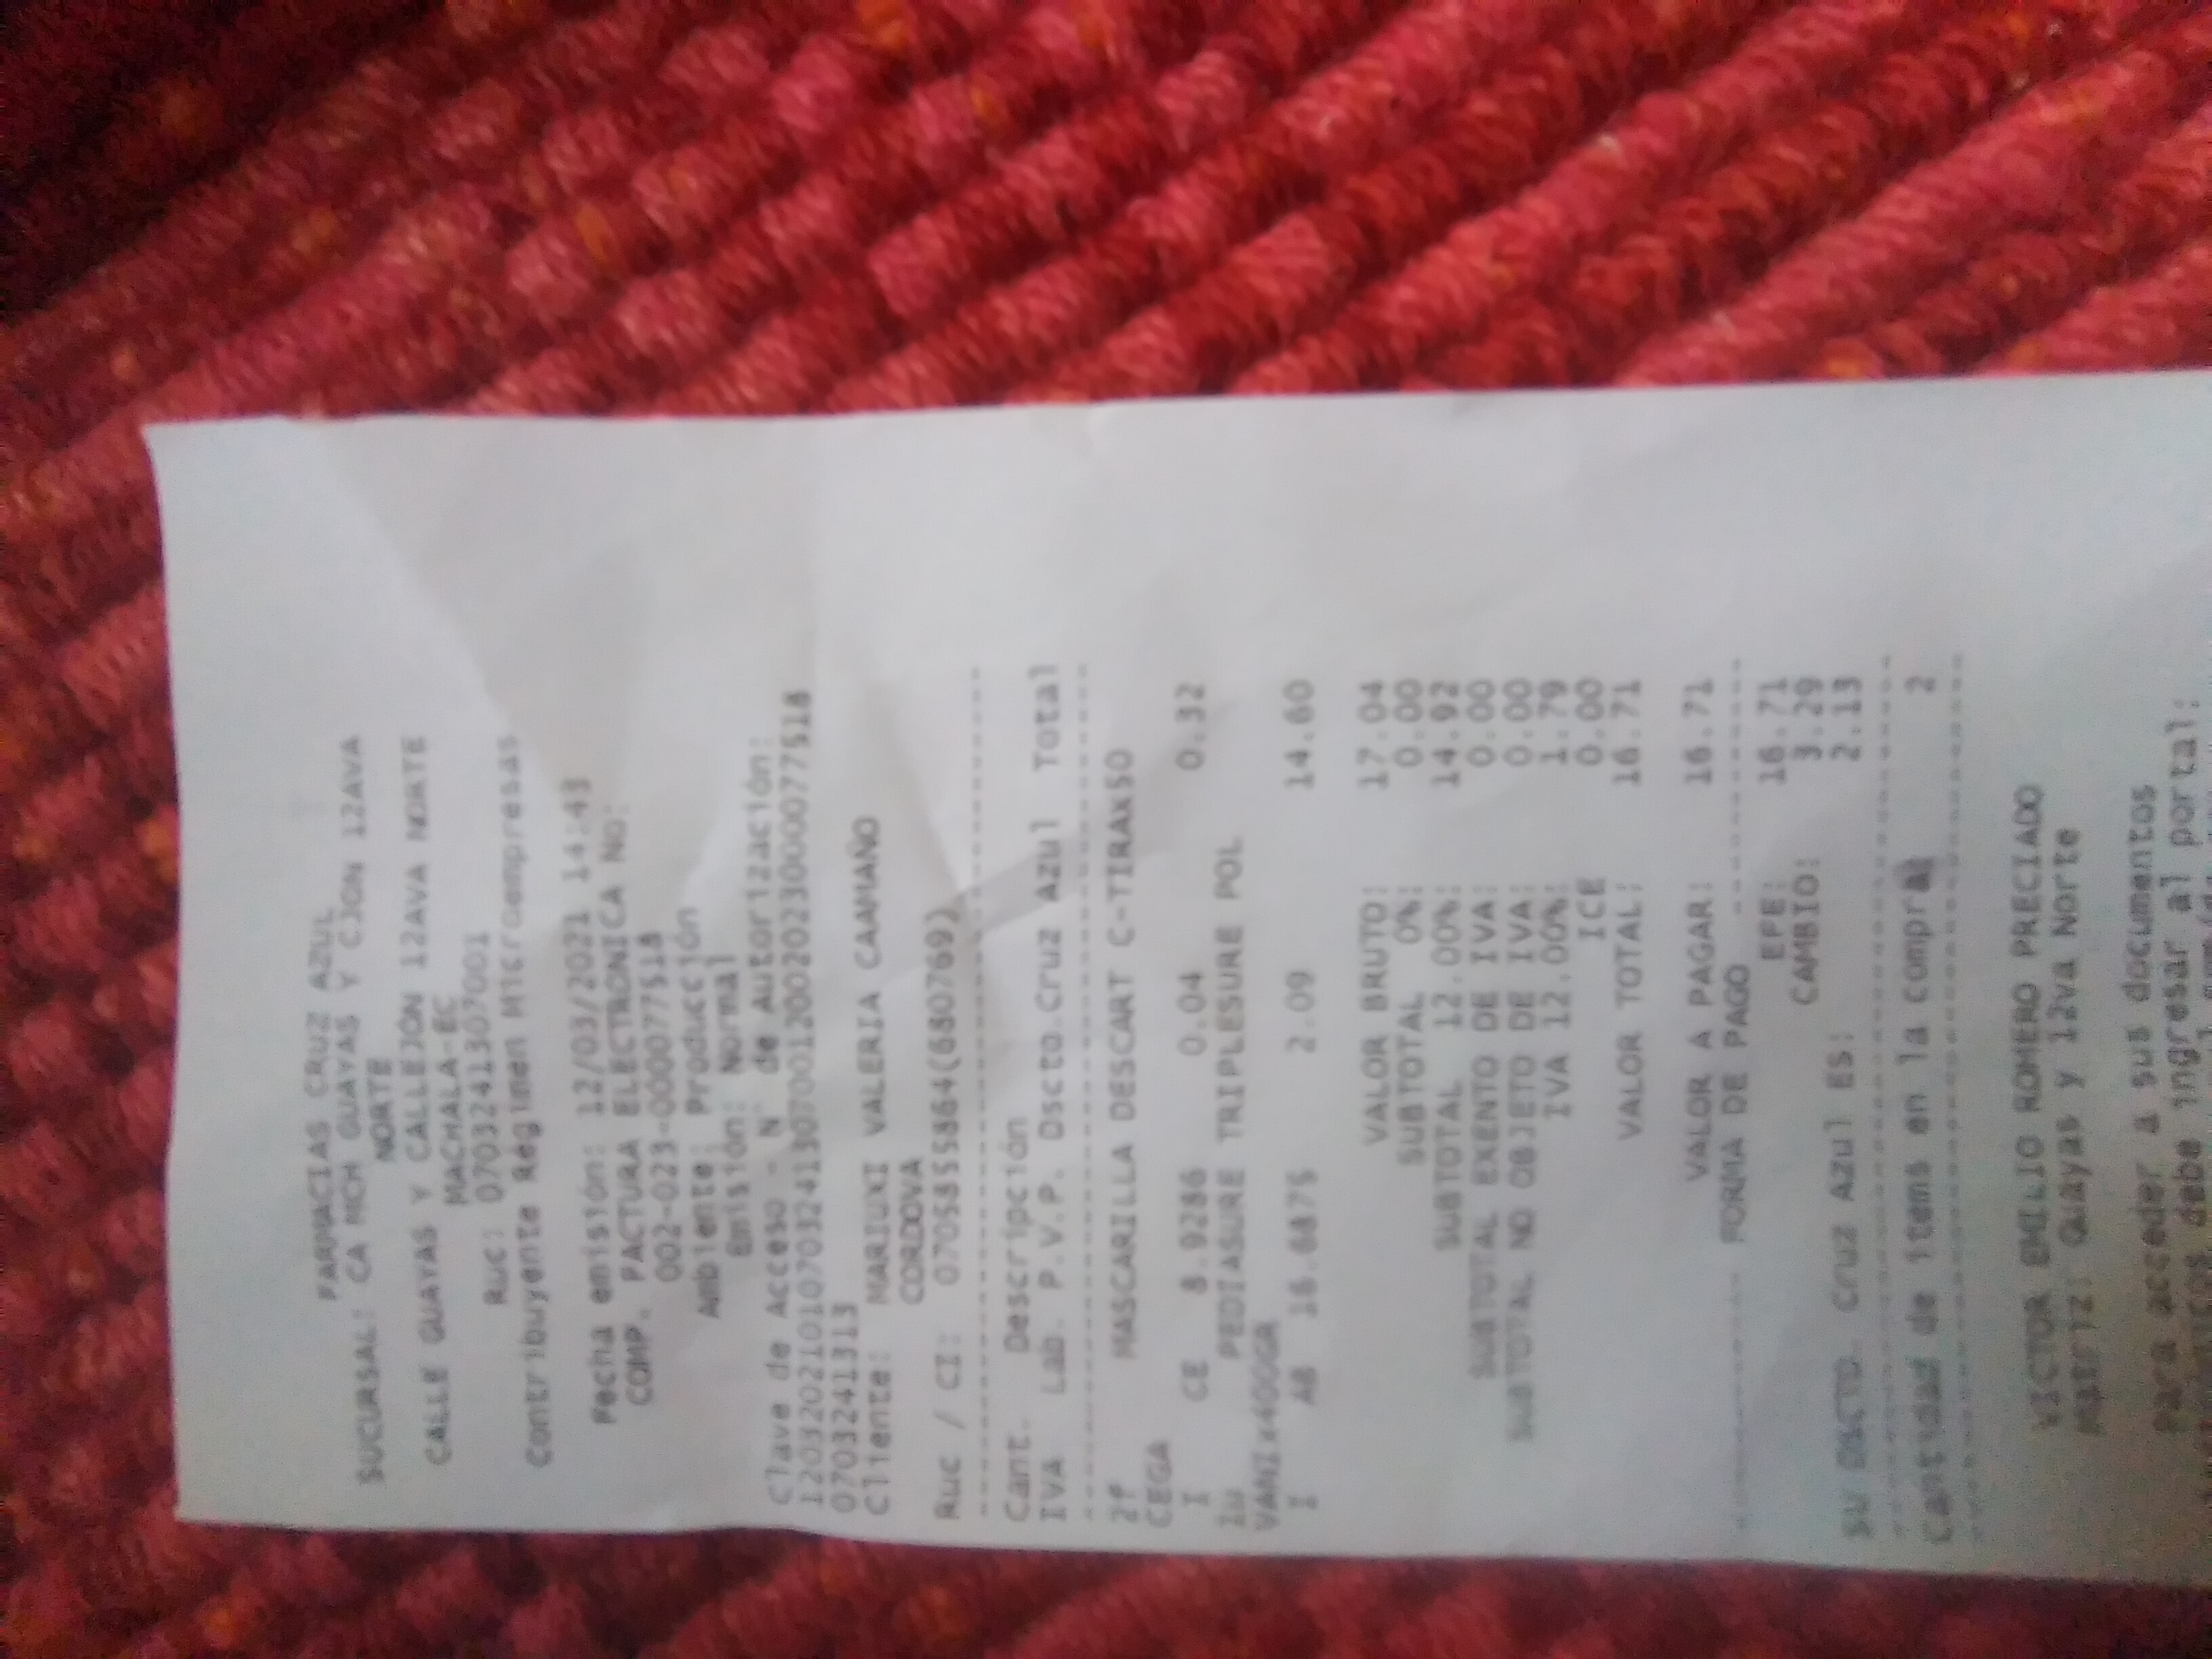 FARMACIAS CRUZ AZUL
SUCURSAL: CA MCH GUAYAS Y CJON 12AVA
NORTE
CALLE GUAYAS Y CALLEJÓN 12AVA NORTE
MACHALA-EC
Ruc: 0703241307001
Contribuyente Régimen Microempresas
Fecha emisión: 12/03/2021 14:43
COMP. FACTURA ELECTRONICA No:
002-023-000077518
Ambiente: Producción
Emisión: Normal
Clave de Acceso - N° de Autorización:
120320210107032413070012002023000077518
0703241313
Cliente: MARIUXI VALERIA CAAMAÑO
CORDOVA
Ruc / CI: 0705855864(680769)
Cant. Descripción
IVA Lab. P.V.P. Dscto.Cruz Azul Total
2f MASCARILLA DESCART C-TIRAx50
CEGA
I CE 8.9286 0.04 0.32
1u PEDIASURE TRIPLESURE POL
VANIx400GR
I AB 16.6875 2.09 14.60
VALOR BRUTO: 17.04
SUBTOTAL 0%: 0.00
SUBTOTAL 12.00%: 14.92
SUBTOTAL EXENTO DE IVA: 0.00
SUBTOTAL NO OBJETO DE IVA: 0.00
IVA 12.00%: 1.79
ICE 0.00
VALOR TOTAL: 16.71
VALOR A PAGAR: 16.71
FORMA DE PAGO
EFE: 16.71
CAMBIO: 3.29
SU DSCTO. Cruz Azul ES: 2.13
Cantidad de items en la compra: 2
VICTOR EMILIO ROMERO PRECIADO
Matriz: Guayas y 12va Norte
Para acceder a sus documentos
debe ingresar al portal: